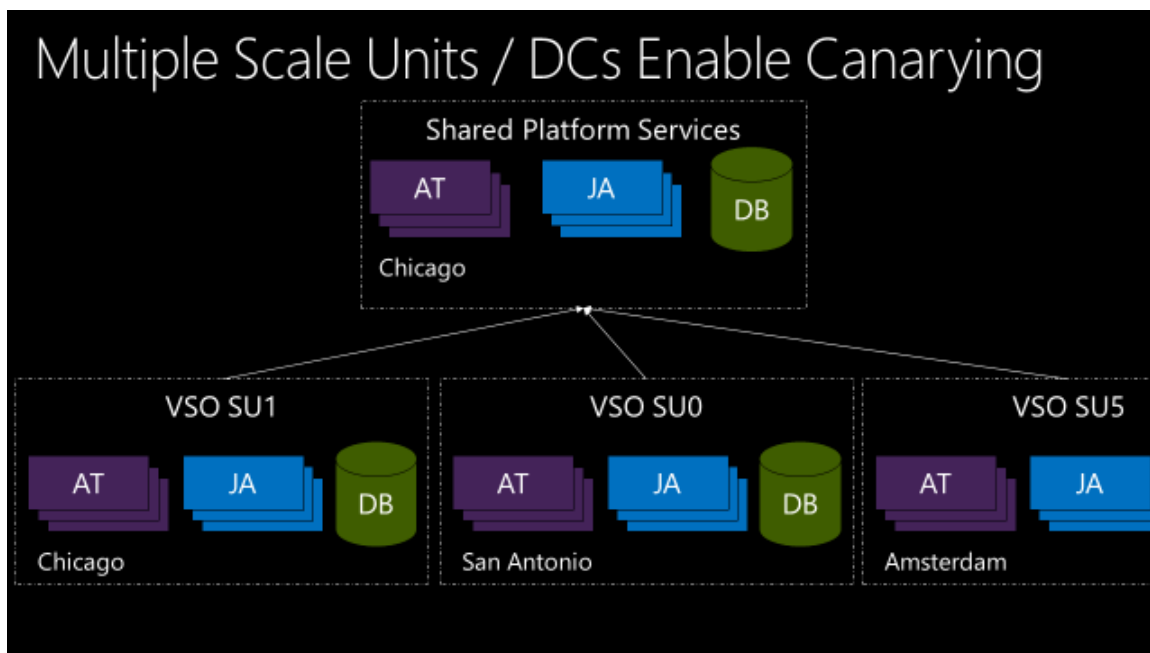 Multiple Scale Units / DCs Enable Canarying
Shared Platform Services
AT
JA
DB
Chicago
VSO SU1
AT
JA
DB
Chicago
VSO SU0
AT
JA
DB
San Antonio
VSO SU5
AT
JA
Amsterdam